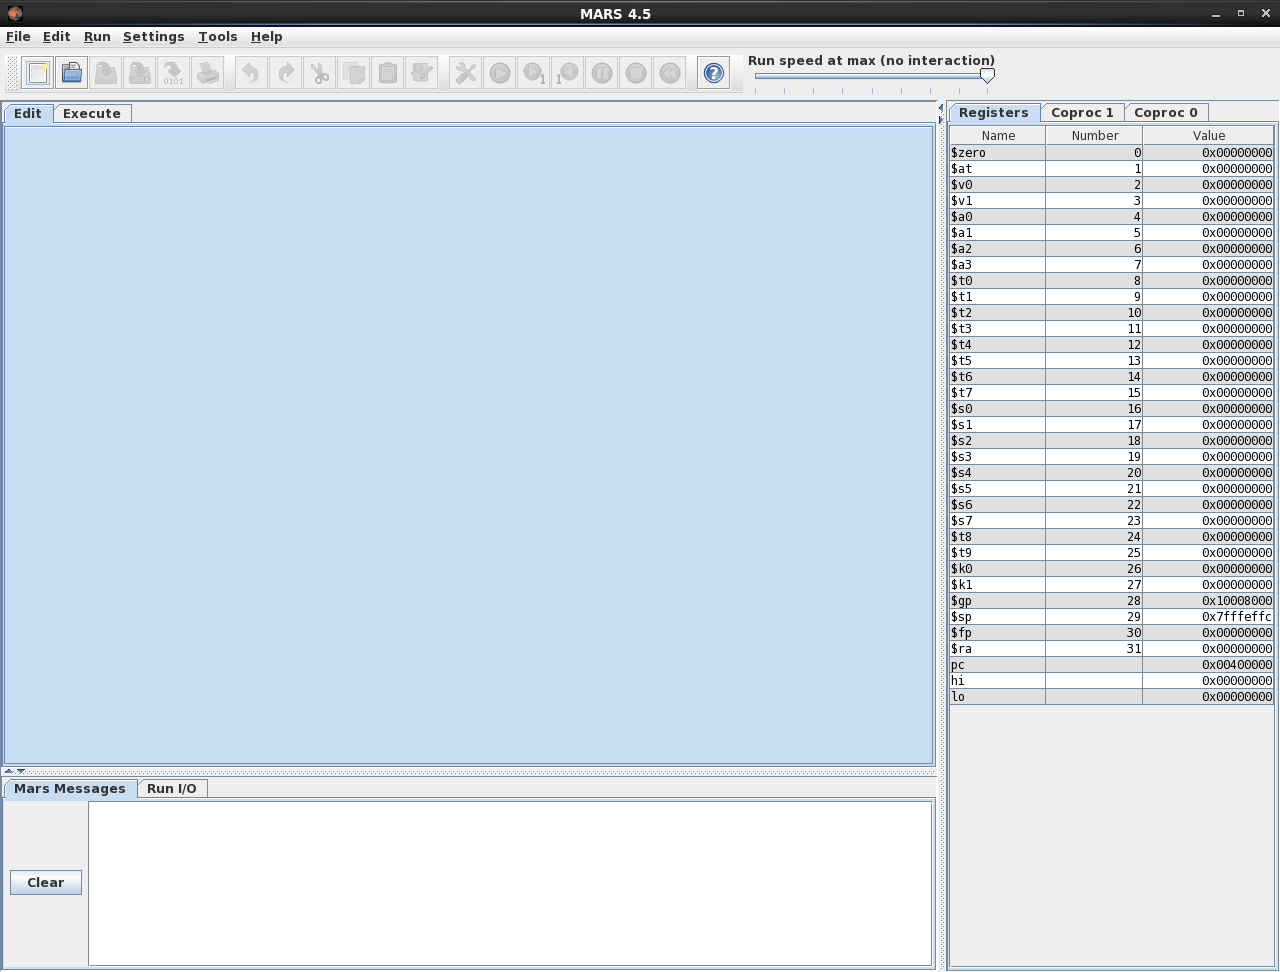 MARS 4.5
File Edit Run Settings Tools Help
0101
1
1
?
Run speed at max (no interaction)
Edit Execute
Registers Coproc 1 Coproc 0
Name Number Value
$zero 0 0x00000000
$at 1 0x00000000
$v0 2 0x00000000
$v1 3 0x00000000
$a0 4 0x00000000
$a1 5 0x00000000
$a2 6 0x00000000
$a3 7 0x00000000
$t0 8 0x00000000
$t1 9 0x00000000
$t2 10 0x00000000
$t3 11 0x00000000
$t4 12 0x00000000
$t5 13 0x00000000
$t6 14 0x00000000
$t7 15 0x00000000
$s0 16 0x00000000
$s1 17 0x00000000
$s2 18 0x00000000
$s3 19 0x00000000
$s4 20 0x00000000
$s5 21 0x00000000
$s6 22 0x00000000
$s7 23 0x00000000
$t8 24 0x00000000
$t9 25 0x00000000
$k0 26 0x00000000
$k1 27 0x00000000
$gp 28 0x10008000
$sp 29 0x7fffeffc
$fp 30 0x00000000
$ra 31 0x00000000
pc 0x00400000
hi 0x00000000
lo 0x00000000
Mars Messages Run I/O
Clear